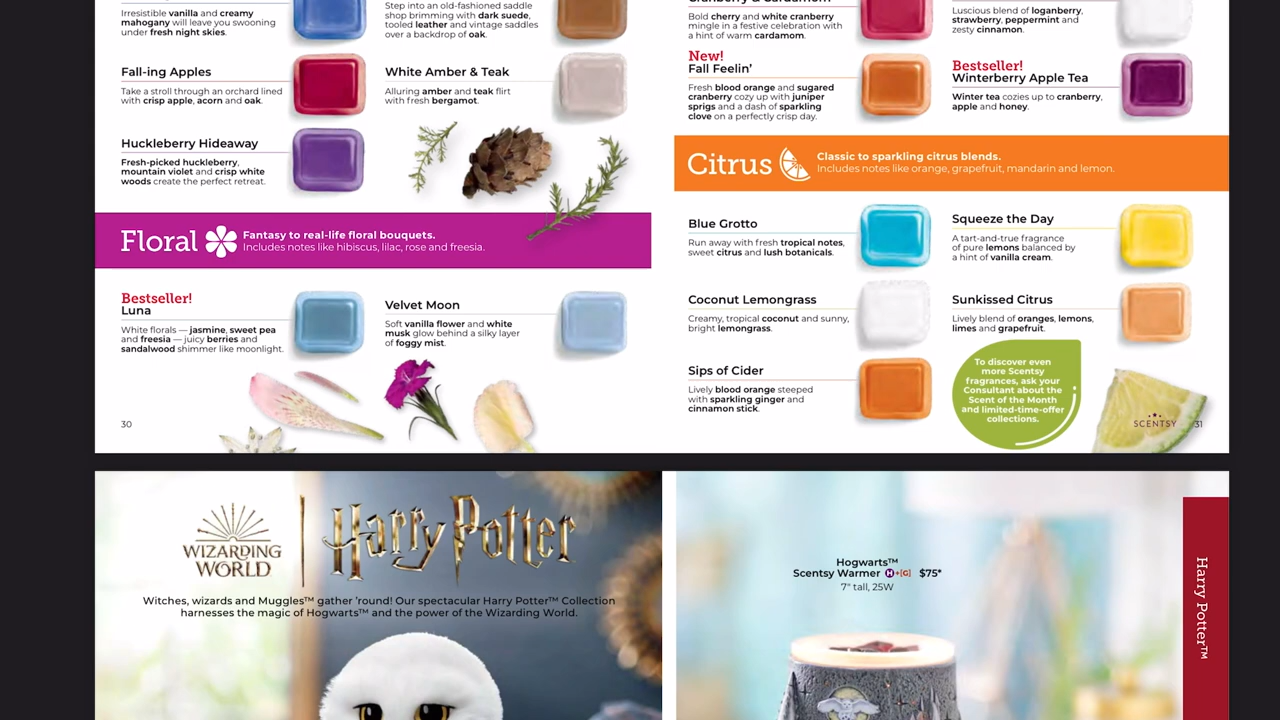 Irresistible vanilla and creamy
mahogany will leave you swooning
under fresh night skies.
Step into an old-fashioned saddle
shop brimming with dark suede,
tooled leather and vintage saddles
over a backdrop of oak.
Fall-ing Apples
Take a stroll through an orchard lined
with crisp apple, acorn and oak.
White Amber & Teak
Alluring amber and teak flirt
with fresh bergamot.
Huckleberry Hideaway
Fresh-picked huckleberry,
mountain violet and crisp white
woods create the perfect retreat.
Floral
Fantasy to real-life floral bouquets.
Includes notes like hibiscus, lilac, rose and freesia.
Bestseller!
Luna
White florals — jasmine, sweet pea
and freesia — juicy berries and
sandalwood shimmer like moonlight.
Velvet Moon
Soft vanilla flower and white
musk glow behind a silky layer
of foggy mist.
30
Cranberry & Cardamom
Bold cherry and white cranberry
mingle in a festive celebration with
a hint of warm cardamom.
Luscious blend of loganberry,
strawberry, peppermint and
zesty cinnamon.
New!
Fall Feelin’
Fresh blood orange and sugared
cranberry cozy up with juniper
sprigs and a dash of sparkling
clove on a perfectly crisp day.
Bestseller!
Winterberry Apple Tea
Winter tea cozies up to cranberry,
apple and honey.
Citrus
Classic to sparkling citrus blends.
Includes notes like orange, grapefruit, mandarin and lemon.
Blue Grotto
Run away with fresh tropical notes,
sweet citrus and lush botanicals.
Squeeze the Day
A tart-and-true fragrance
of pure lemons balanced by
a hint of vanilla cream.
Coconut Lemongrass
Creamy, tropical coconut and sunny,
bright lemongrass.
Sunkissed Citrus
Lively blend of oranges, lemons,
limes and grapefruit.
Sips of Cider
Lively blood orange steeped
with sparkling ginger and
cinnamon stick.
To discover even
more Scentsy
fragrances, ask your
Consultant about the
Scent of the Month
and limited-time-offer
collections.
SCENTSY
31
WIZARDING
WORLD
Harry Potter
Witches, wizards and Muggles™ gather ’round! Our spectacular Harry Potter™ Collection
harnesses the magic of Hogwarts™ and the power of the Wizarding World.
Hogwarts™
Scentsy Warmer H +[G] $75*
7" tall, 25W
Harry Potter™